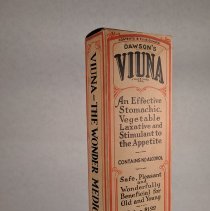 DAWSON'S
VIUNA
An Effective
Stomachic,
Vegetable
Laxative and
Stimulant to
the Appetite
CONTAINS NO ALCOHOL
Safe, Pleasant
and
Wonderfully
Beneficial for
Old and Young
VIUNA—THE WONDER MEDIC